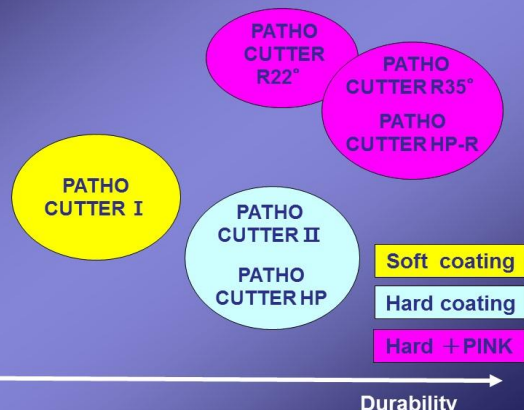 PATHO
CUTTER
R22°
PATHO
CUTTER R35°
PATHO
CUTTER HP-R
PATHO
CUTTER Ⅰ
PATHO
CUTTER Ⅱ
PATHO
CUTTER HP
Soft coating
Hard coating
Hard ＋PINK
Durability